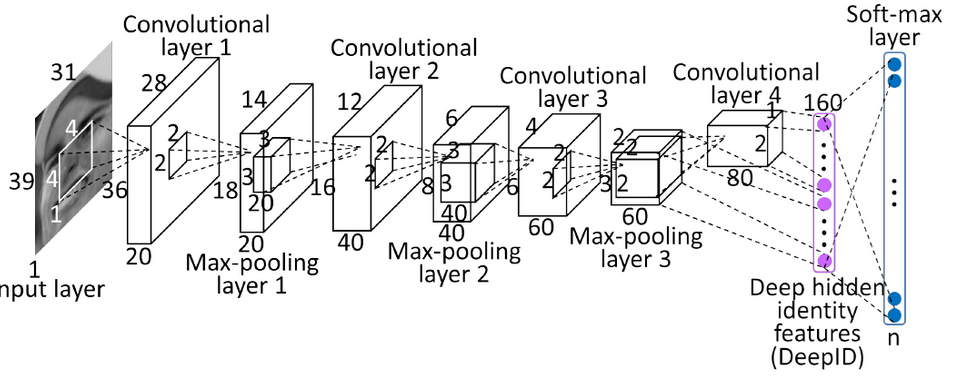 Soft-max
layer
Convolutional
layer 1
Convolutional
layer 2
Convolutional
layer 3
Convolutional
layer 4
31
4
39
4
1
1
nput layer
28
36
2
2
20
14
3
3
20
18
20
Max-pooling
layer 1
12
16
2
2
40
6
3
3
8
40
40
Max-pooling
layer 2
4
6
2
2
60
2
2
3
2
60
Max-pooling
layer 3
1
2
80
160
Deep hidden
identity
features
(DeepID)
n